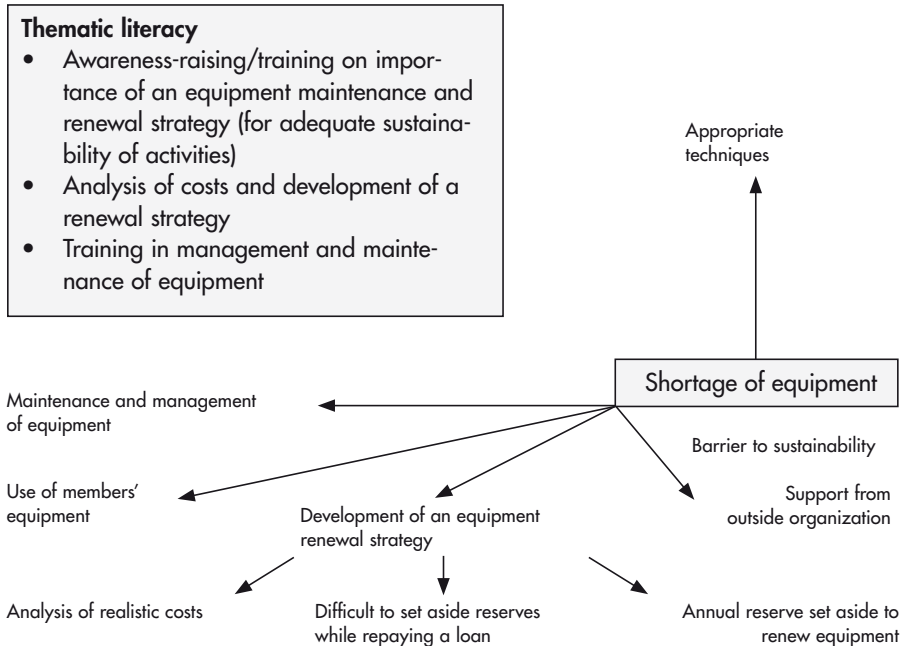 Thematic literacy
• Awareness-raising/training on impor-
tance of an equipment maintenance and
renewal strategy (for adequate sustaina-
bility of activities)
• Analysis of costs and development of a
renewal strategy
• Training in management and mainte-
nance of equipment
Appropriate
techniques
Shortage of equipment
Maintenance and management
of equipment
Barrier to sustainability
Use of members’
equipment
Support from
outside organization
Development of an equipment
renewal strategy
Analysis of realistic costs
Difficult to set aside reserves
while repaying a loan
Annual reserve set aside to
renew equipment